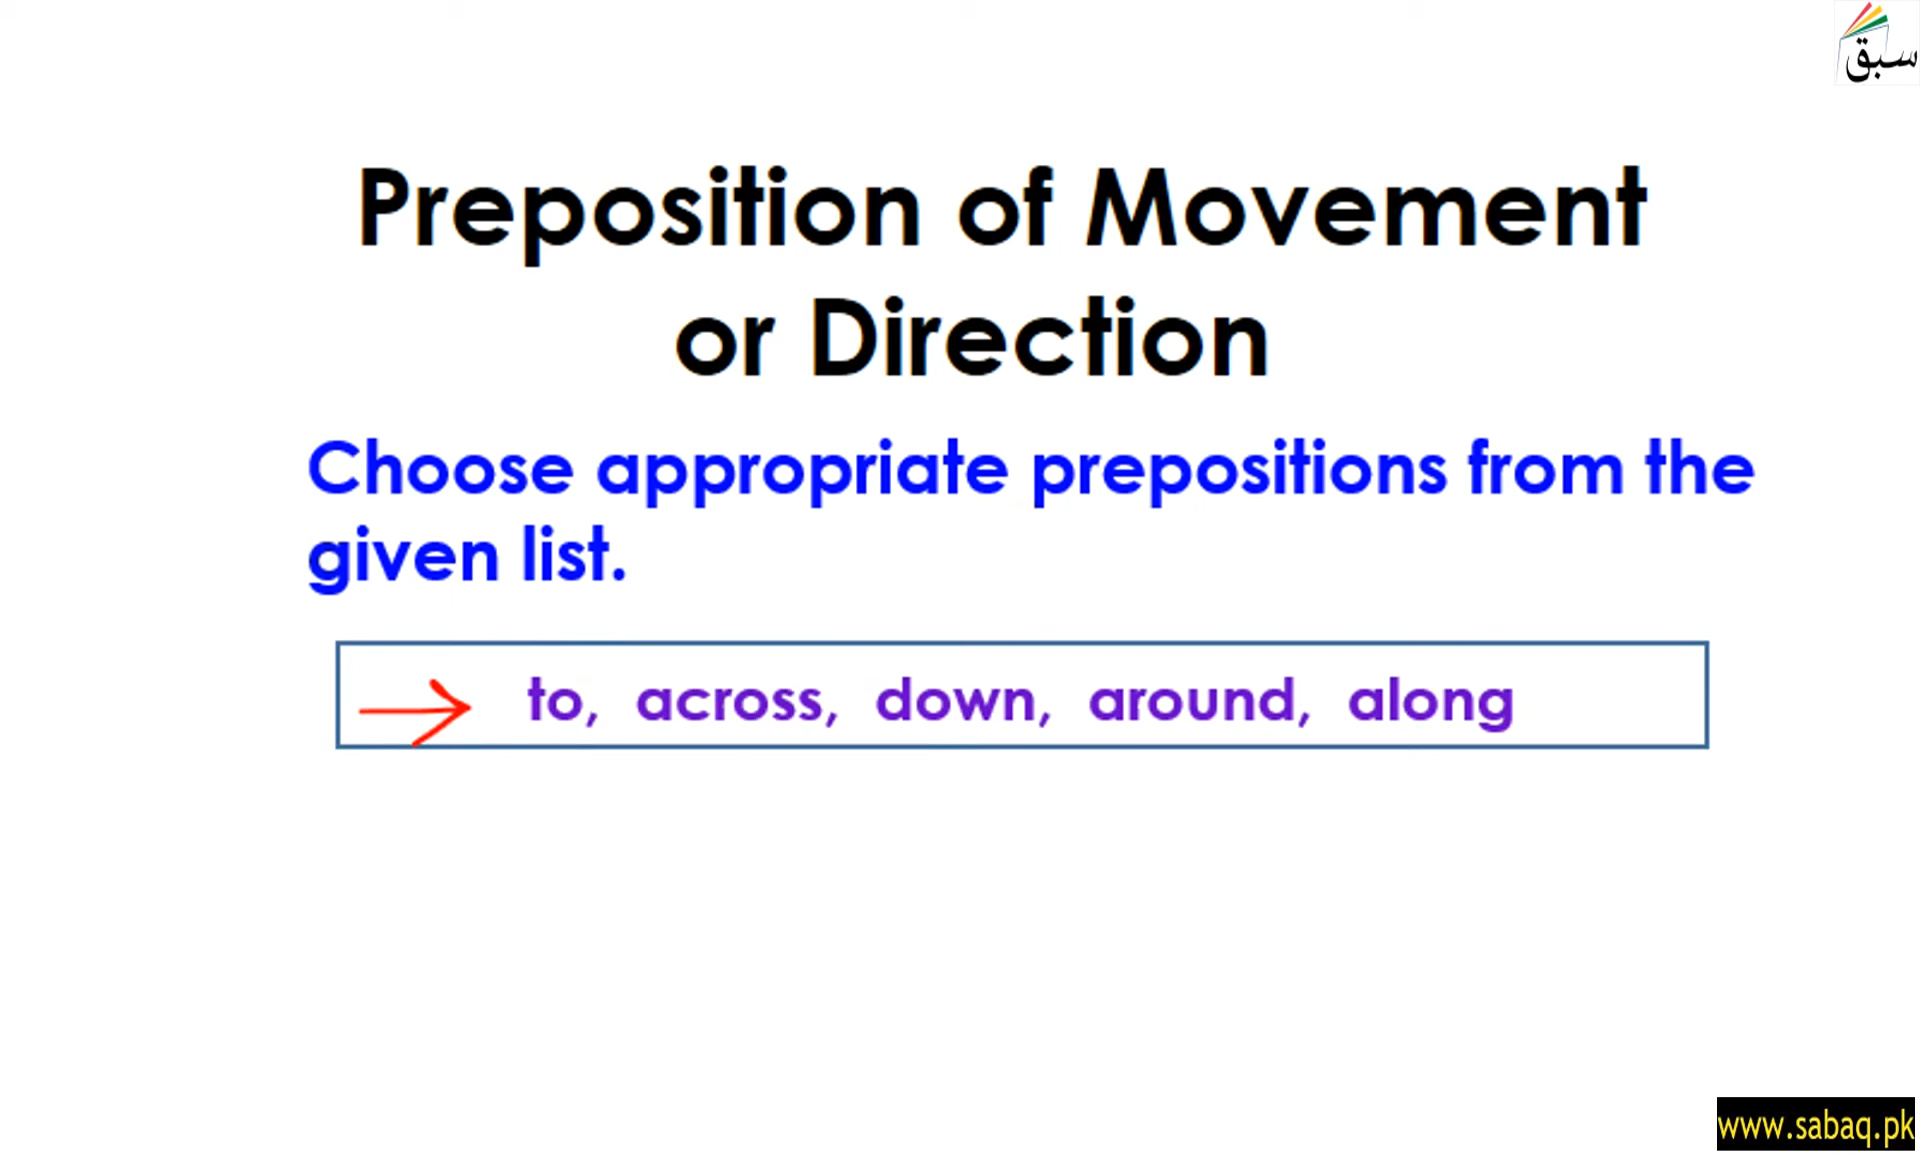 سبق
Preposition of Movement
or Direction
Choose appropriate prepositions from the
given list.
to, across, down, around, along
www.sabaq.pk